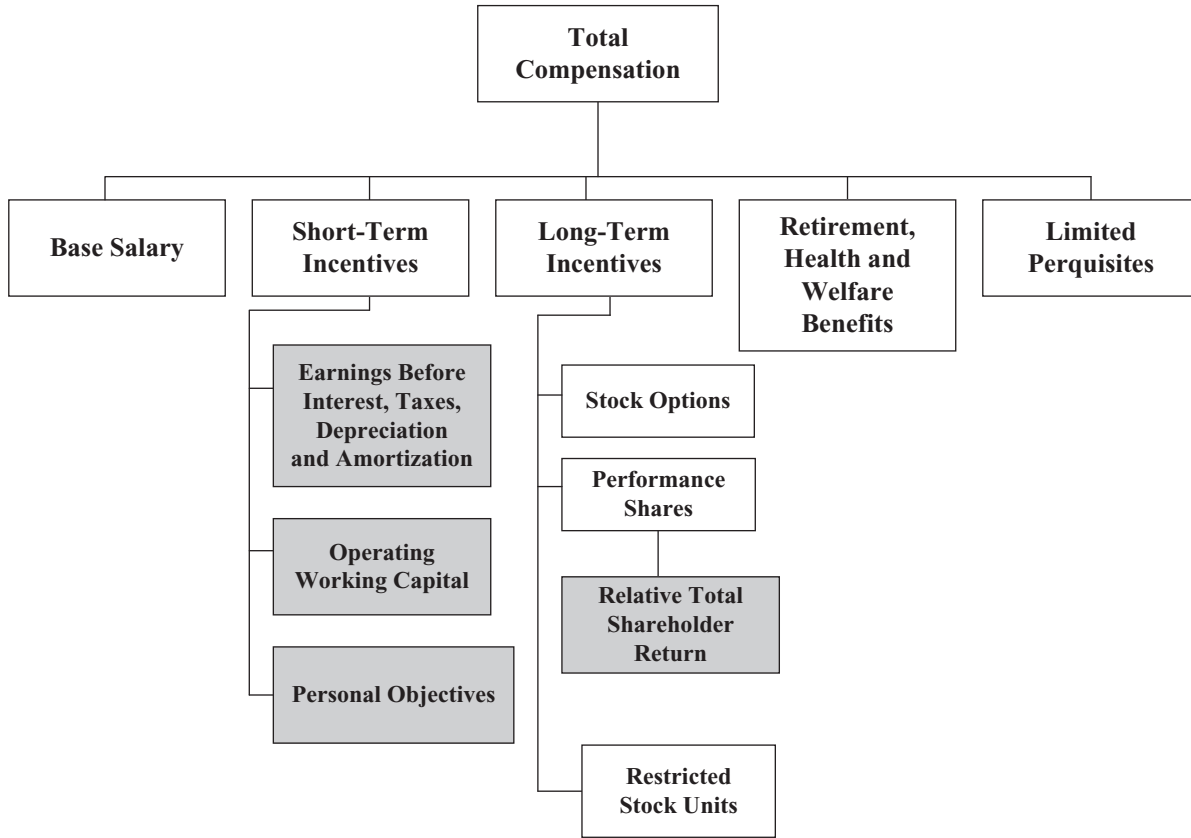 Total
Compensation
Base Salary
Short-Term
Incentives
Long-Term
Incentives
Retirement,
Health and
Welfare
Benefits
Limited
Perquisites
Earnings Before
Interest, Taxes,
Depreciation
and Amortization
Operating
Working Capital
Personal Objectives
Stock Options
Performance
Shares
Relative Total
Shareholder
Return
Restricted
Stock Units